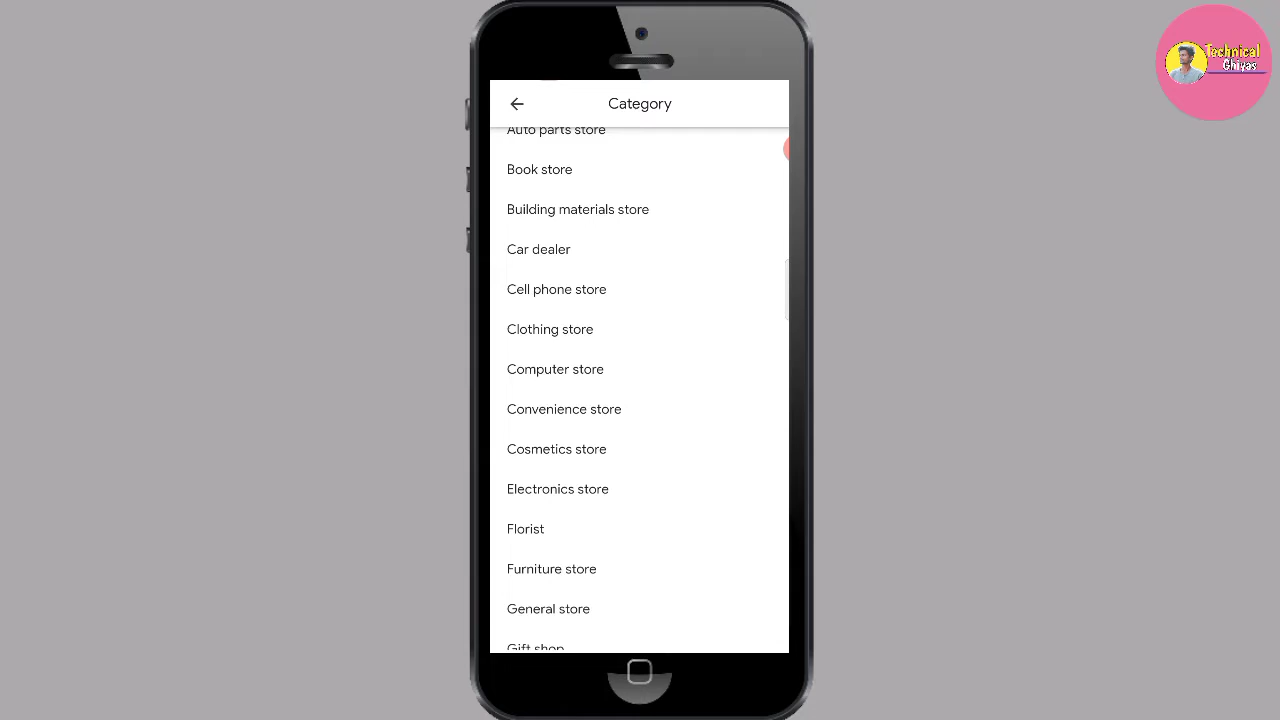 Technical
Ghiyas
Category
Auto parts store
Book store
Building materials store
Car dealer
Cell phone store
Clothing store
Computer store
Convenience store
Cosmetics store
Electronics store
Florist
Furniture store
General store
Gift shop